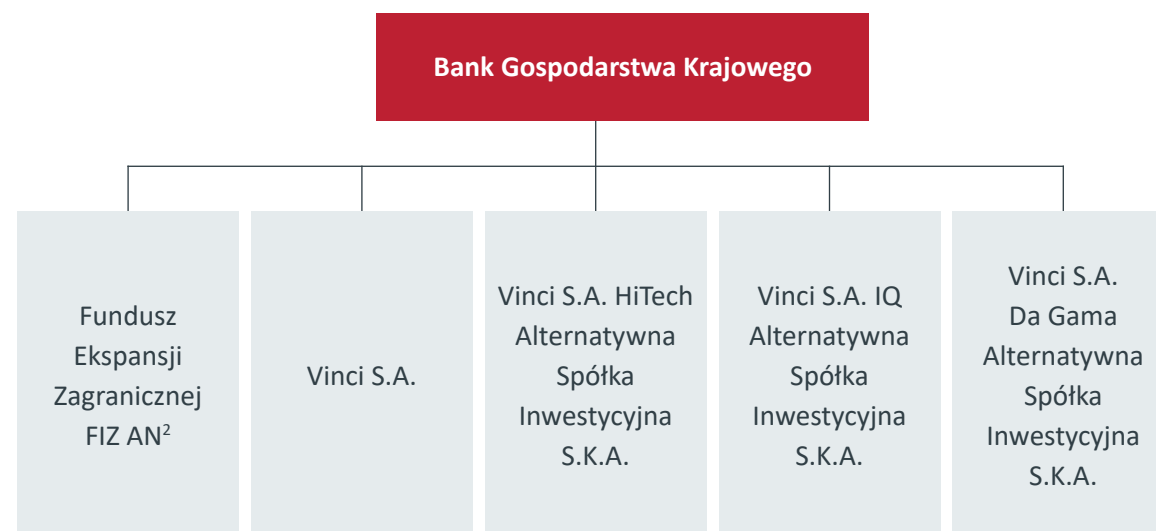 Bank Gospodarstwa Krajowego
Fundusz
Ekspansji
Zagranicznej
FIZ AN²
Vinci S.A.
Vinci S.A. HiTech
Alternatywna
Spółka
Inwestycyjna
S.K.A.
Vinci S.A. IQ
Alternatywna
Spółka
Inwestycyjna
S.K.A.
Vinci S.A.
Da Gama
Alternatywna
Spółka
Inwestycyjna
S.K.A.